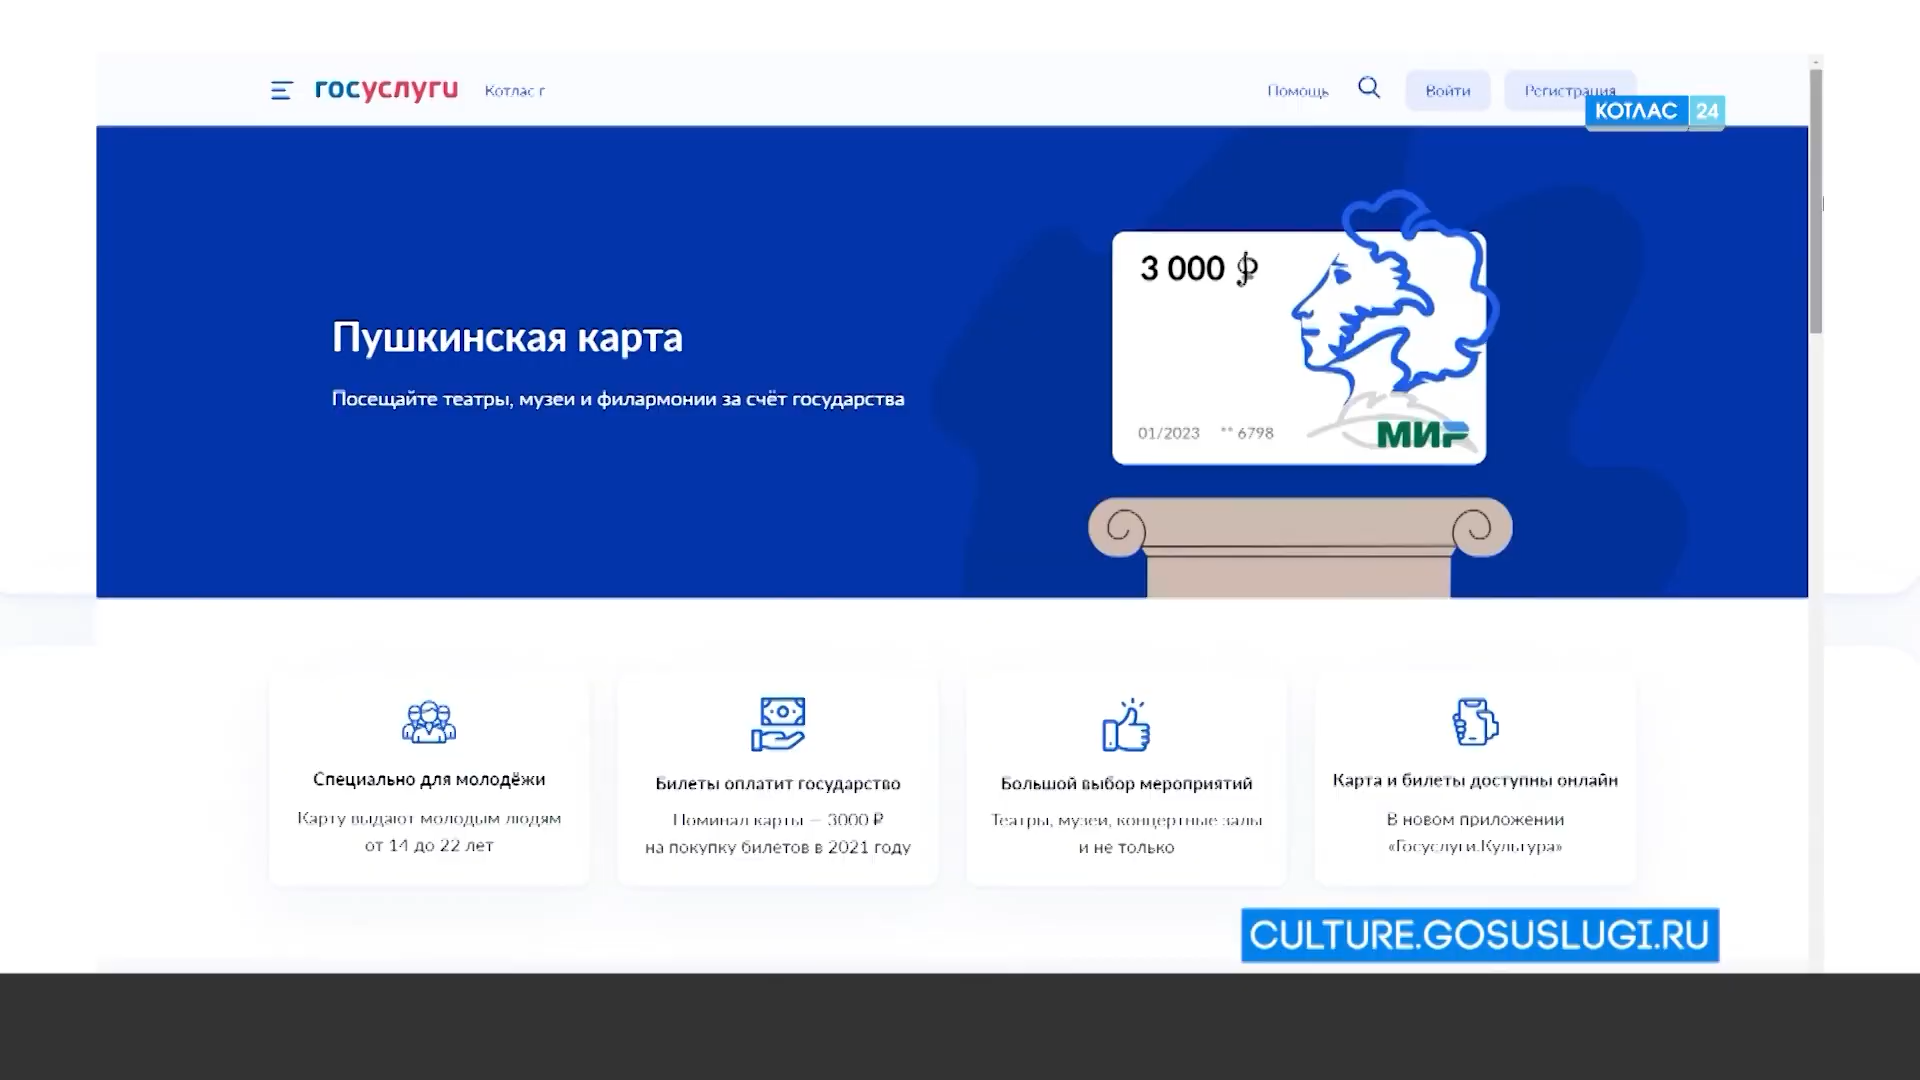 госуслуги
Котлас г
Помощь
Войти
Регистрация
КОТЛАС 24
3 000 ₽
Пушкинская карта
Посещайте театры, музеи и филармонии за счёт государства
01/2023 ** 6798
МИР
Специально для молодёжи
Карту выдают молодым людям
от 14 до 22 лет
Билеты оплатит государство
Номинал карты — 3000 ₽
на покупку билетов в 2021 году
Большой выбор мероприятий
Театры, музеи, концертные залы
и не только
Карта и билеты доступны онлайн
В новом приложении
«Госуслуги.Культура»
CULTURE.GOSUSLUGI.RU